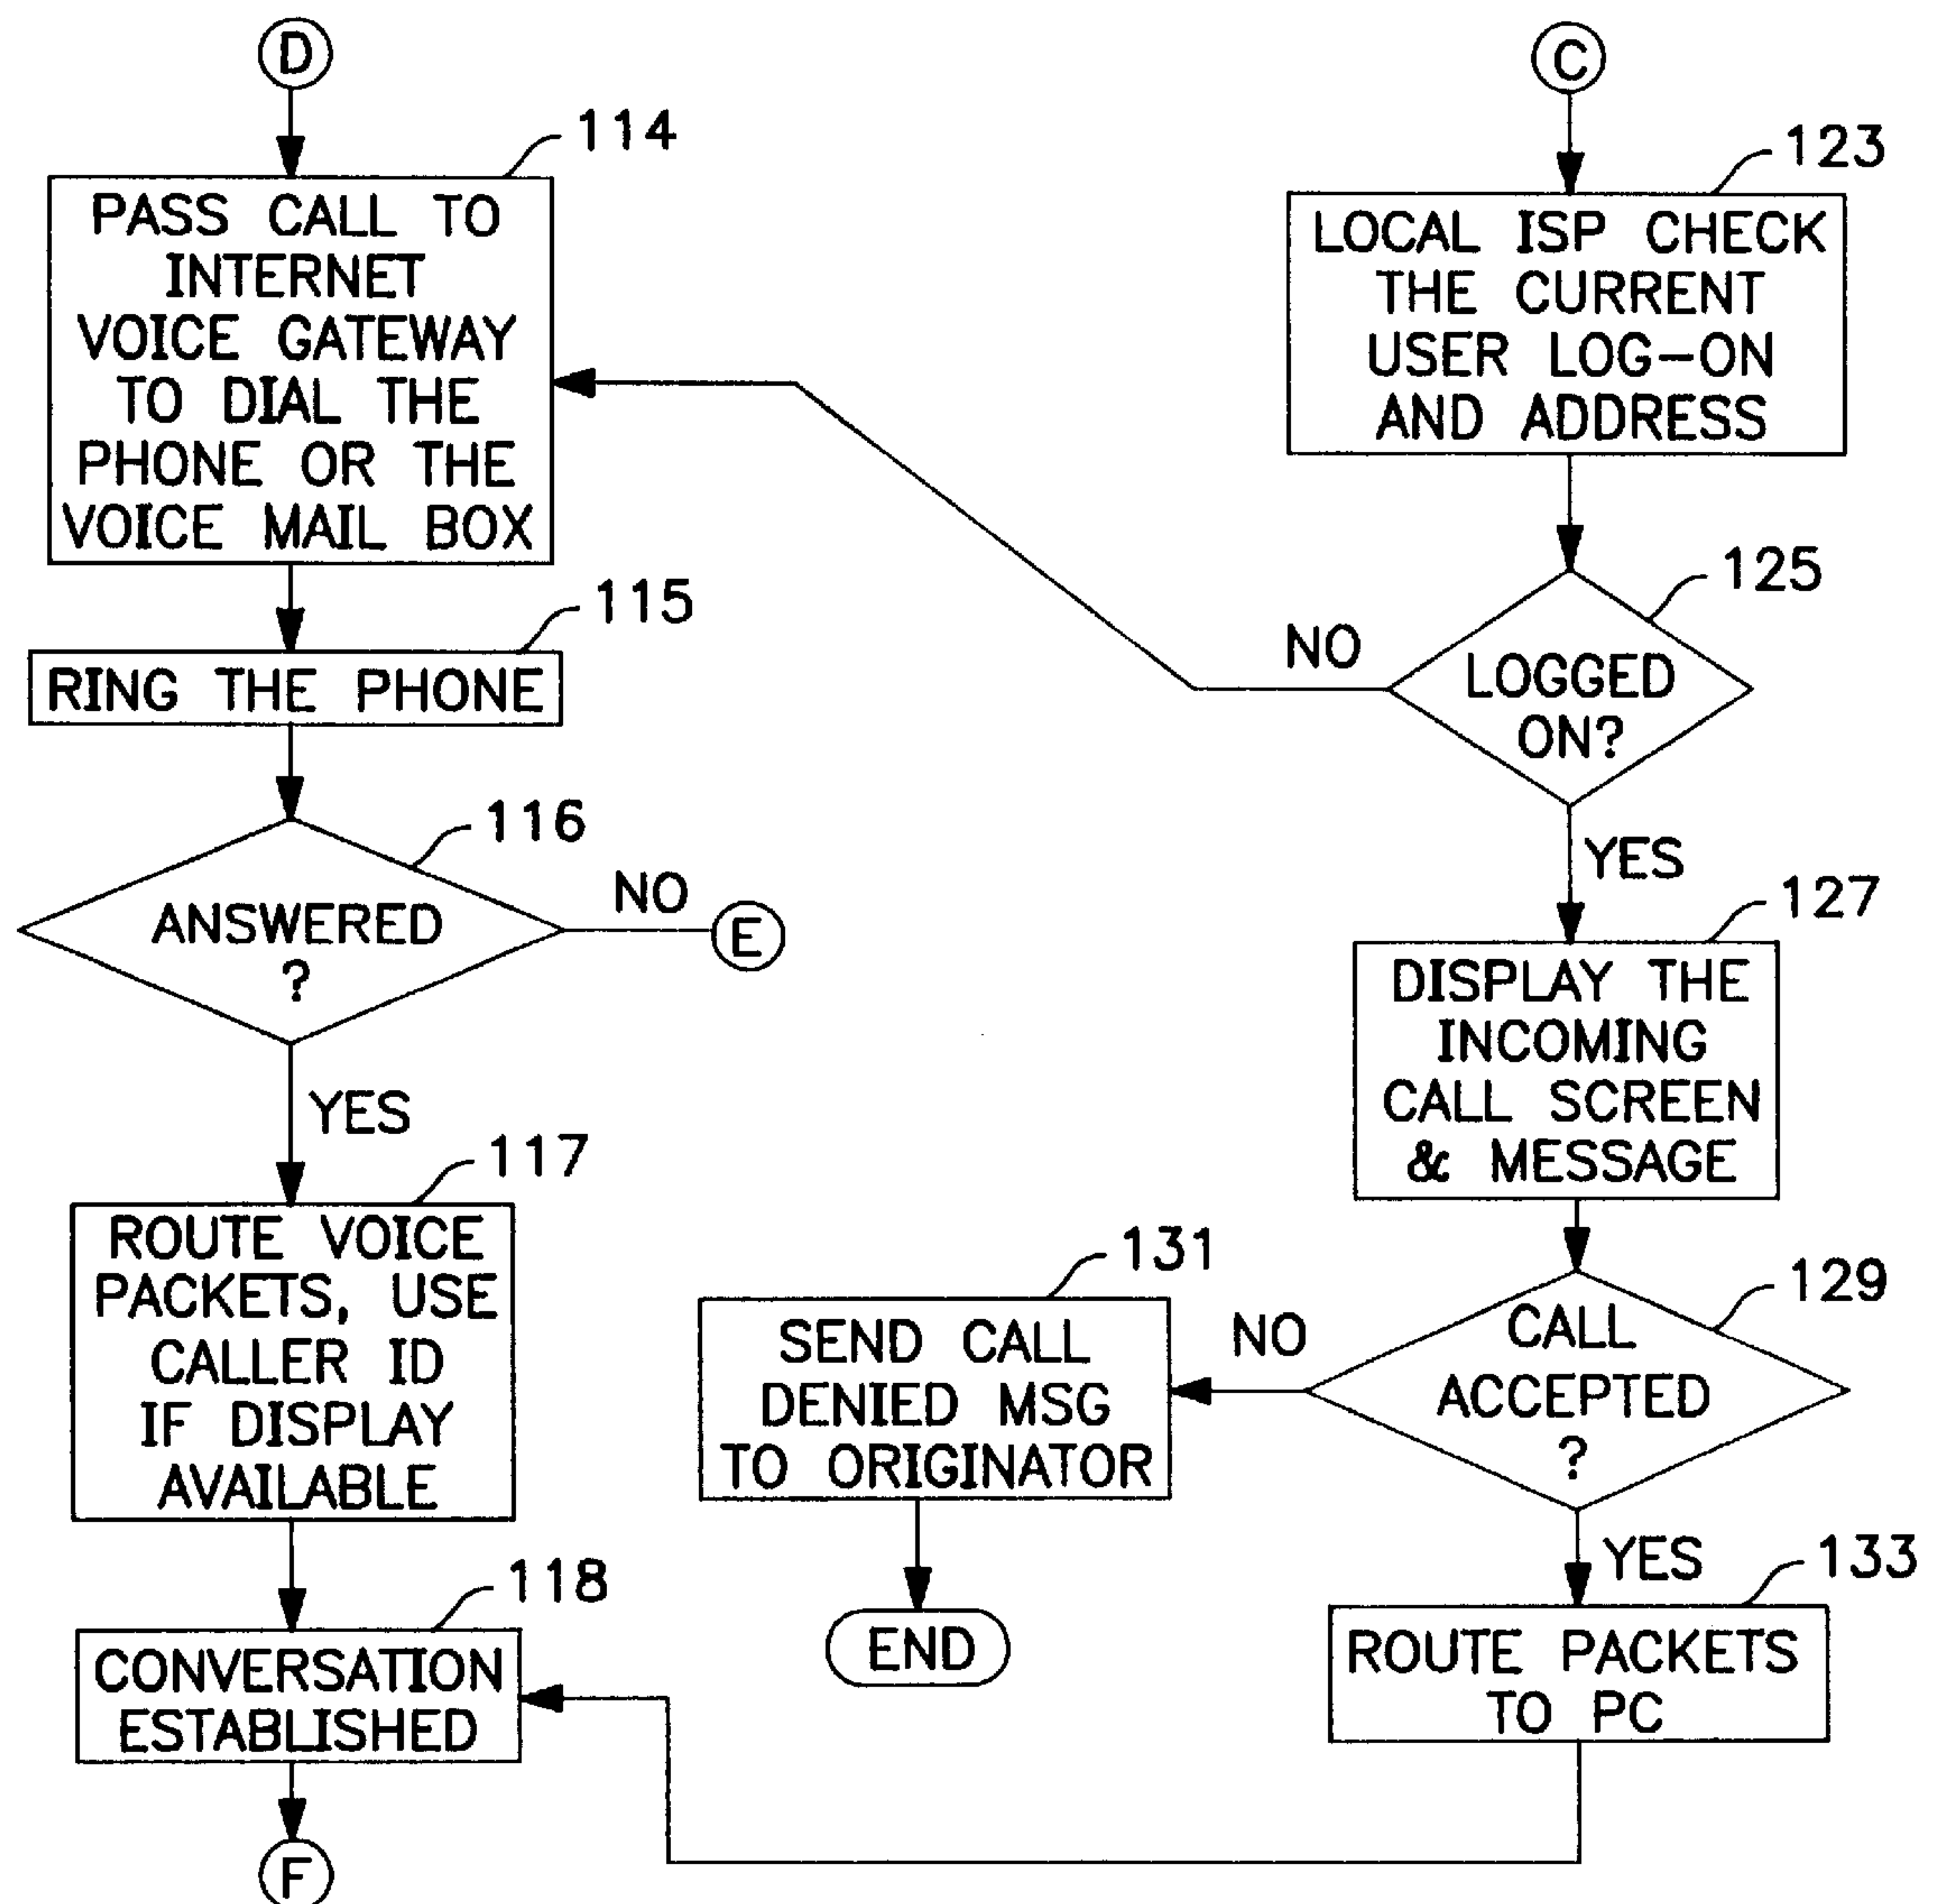 D
114
PASS CALL TO
INTERNET
VOICE GATEWAY
TO DIAL THE
PHONE OR THE
VOICE MAIL BOX
115
RING THE PHONE
116
ANSWERED
?
NO
E
YES
117
ROUTE VOICE
PACKETS, USE
CALLER ID
IF DISPLAY
AVAILABLE
118
CONVERSATION
ESTABLISHED
F
C
123
LOCAL ISP CHECK
THE CURRENT
USER LOG-ON
AND ADDRESS
125
LOGGED
ON?
NO
YES
127
DISPLAY THE
INCOMING
CALL SCREEN
& MESSAGE
129
CALL
ACCEPTED
?
NO
131
SEND CALL
DENIED MSG
TO ORIGINATOR
END
YES
133
ROUTE PACKETS
TO PC